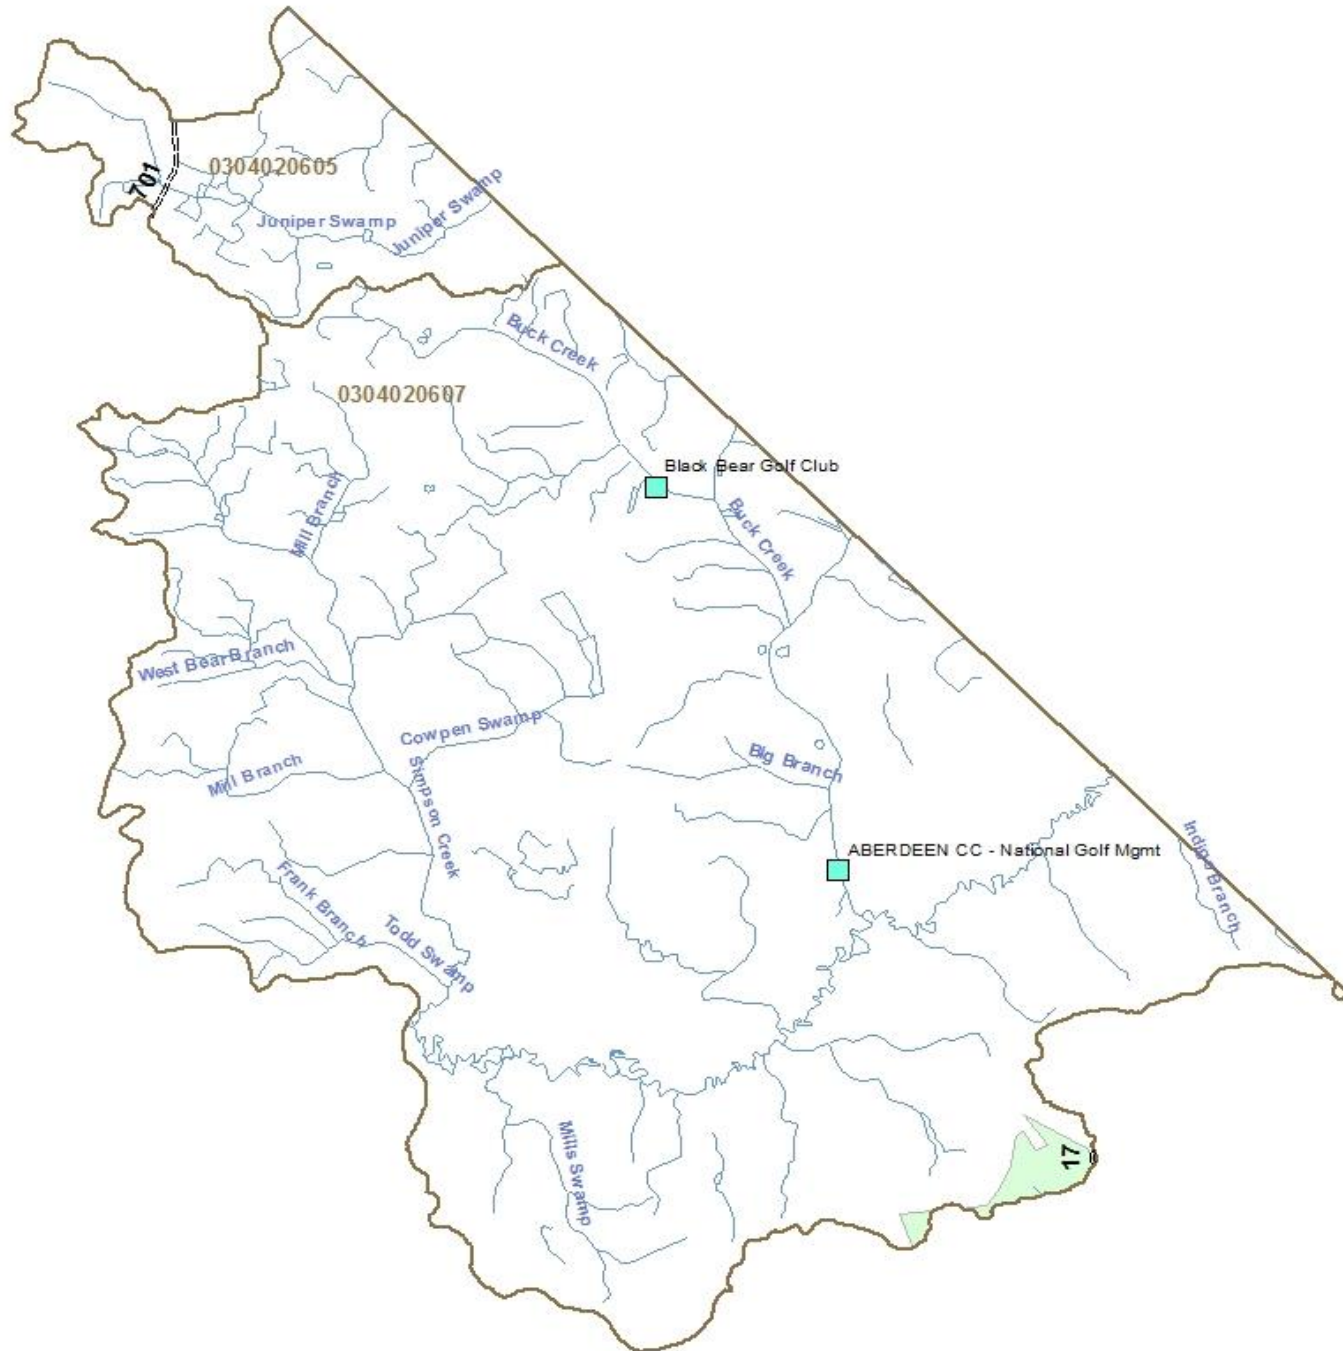 701
0304020605
Juniper Swamp
Juniper Swamp
Buck Creek
0304020607
Black Bear Golf Club
Mill Branch
Buck Creek
West Bear Branch
Cowpen Swamp
Big Branch
Mill Branch
Simpson Creek
Indigo Branch
ABERDEEN CC - National Golf Mgmt
Frank Branch
Todd Swamp
Mills Swamp
17